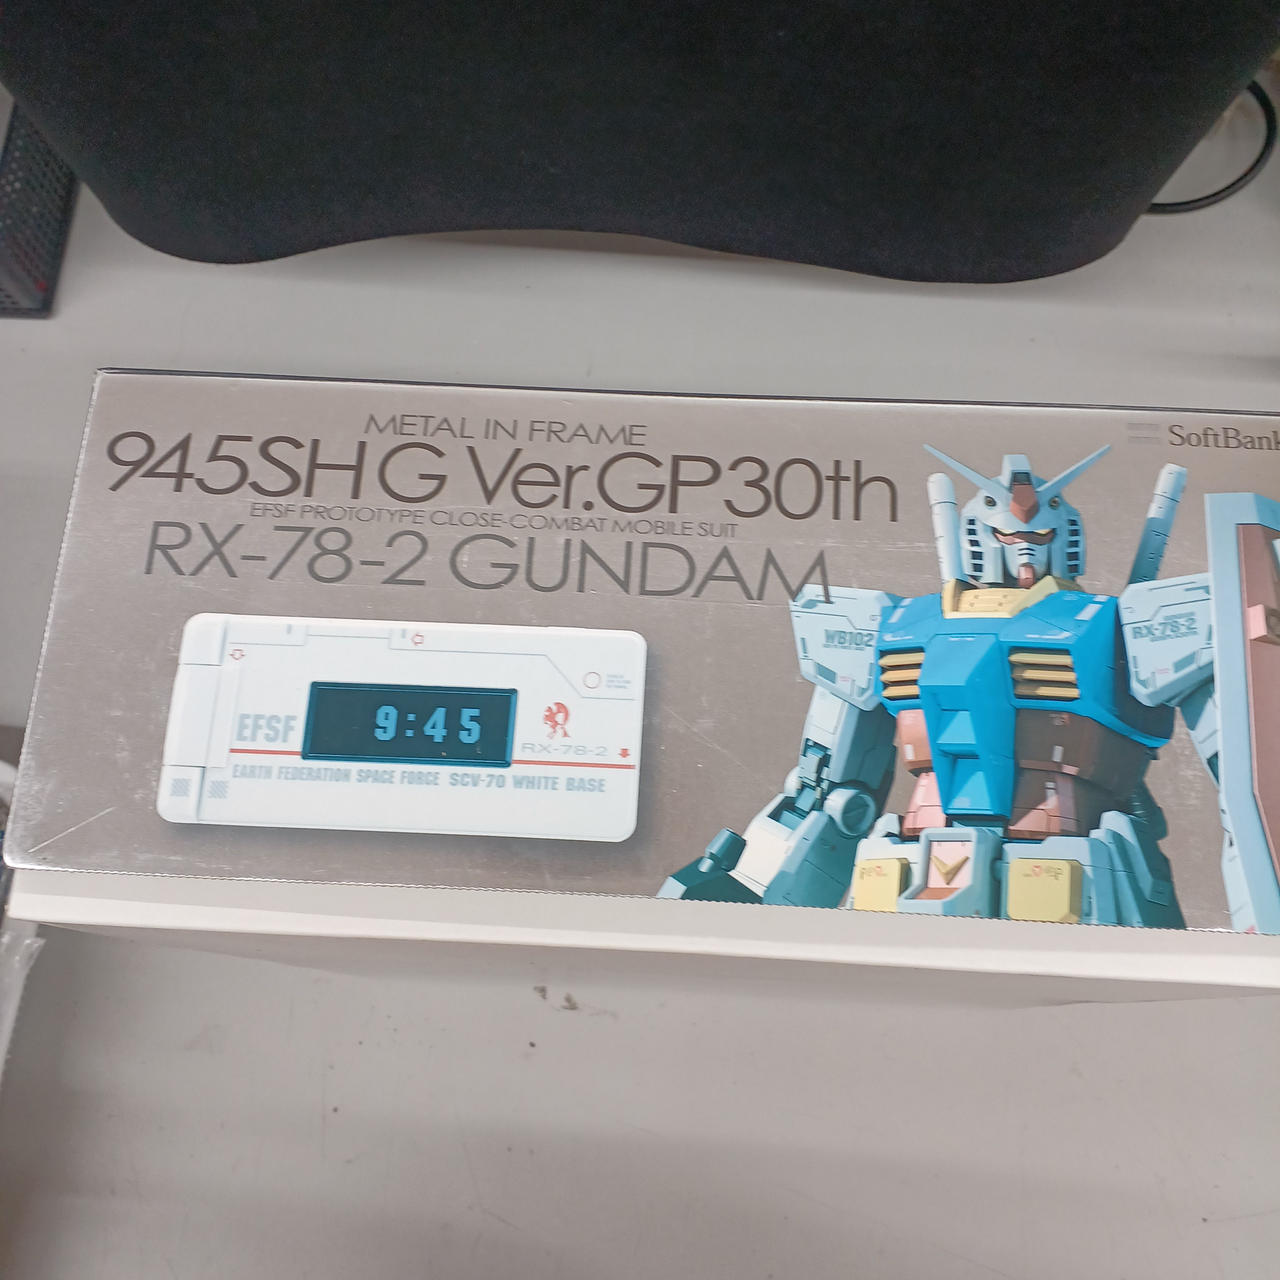 METAL IN FRAME
945SH G Ver.GP30th
EFSF PROTOTYPE CLOSE-COMBAT MOBILE SUIT
RX-78-2 GUNDAM
SoftBank
WB102
RX-78-2
9:45
EFSF
RX-78-2
EARTH FEDERATION SPACE FORCE SCV-70 WHITE BASE